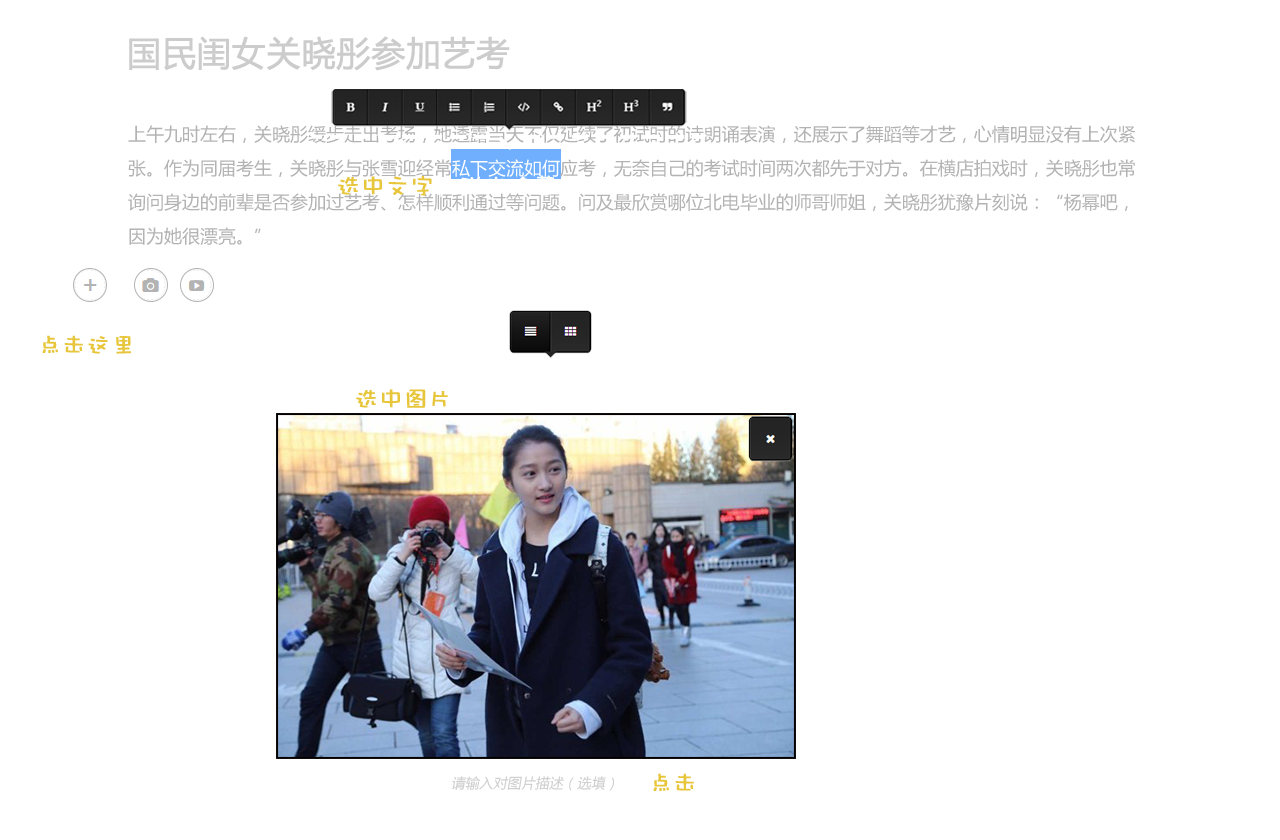 国民闺女关晓彤参加艺考
B I U H2 H3
上午九时左右，关晓彤缓步走出考场，她透露当天不仅延续了初试时的诗朗诵表演，还展示了舞蹈等才艺，心情明显没有上次紧
张。作为同届考生，关晓彤与张雪迎经常私下交流如何应考，无奈自己的考试时间两次都先于对方。在横店拍戏时，关晓彤也常
选中文字
询问身边的前辈是否参加过艺考、怎样顺利通过等问题。问及最欣赏哪位北电毕业的师哥师姐，关晓彤犹豫片刻说：“杨幂吧，
因为她很漂亮。”
点击这里
选中图片
请输入对图片描述（选填）
点击